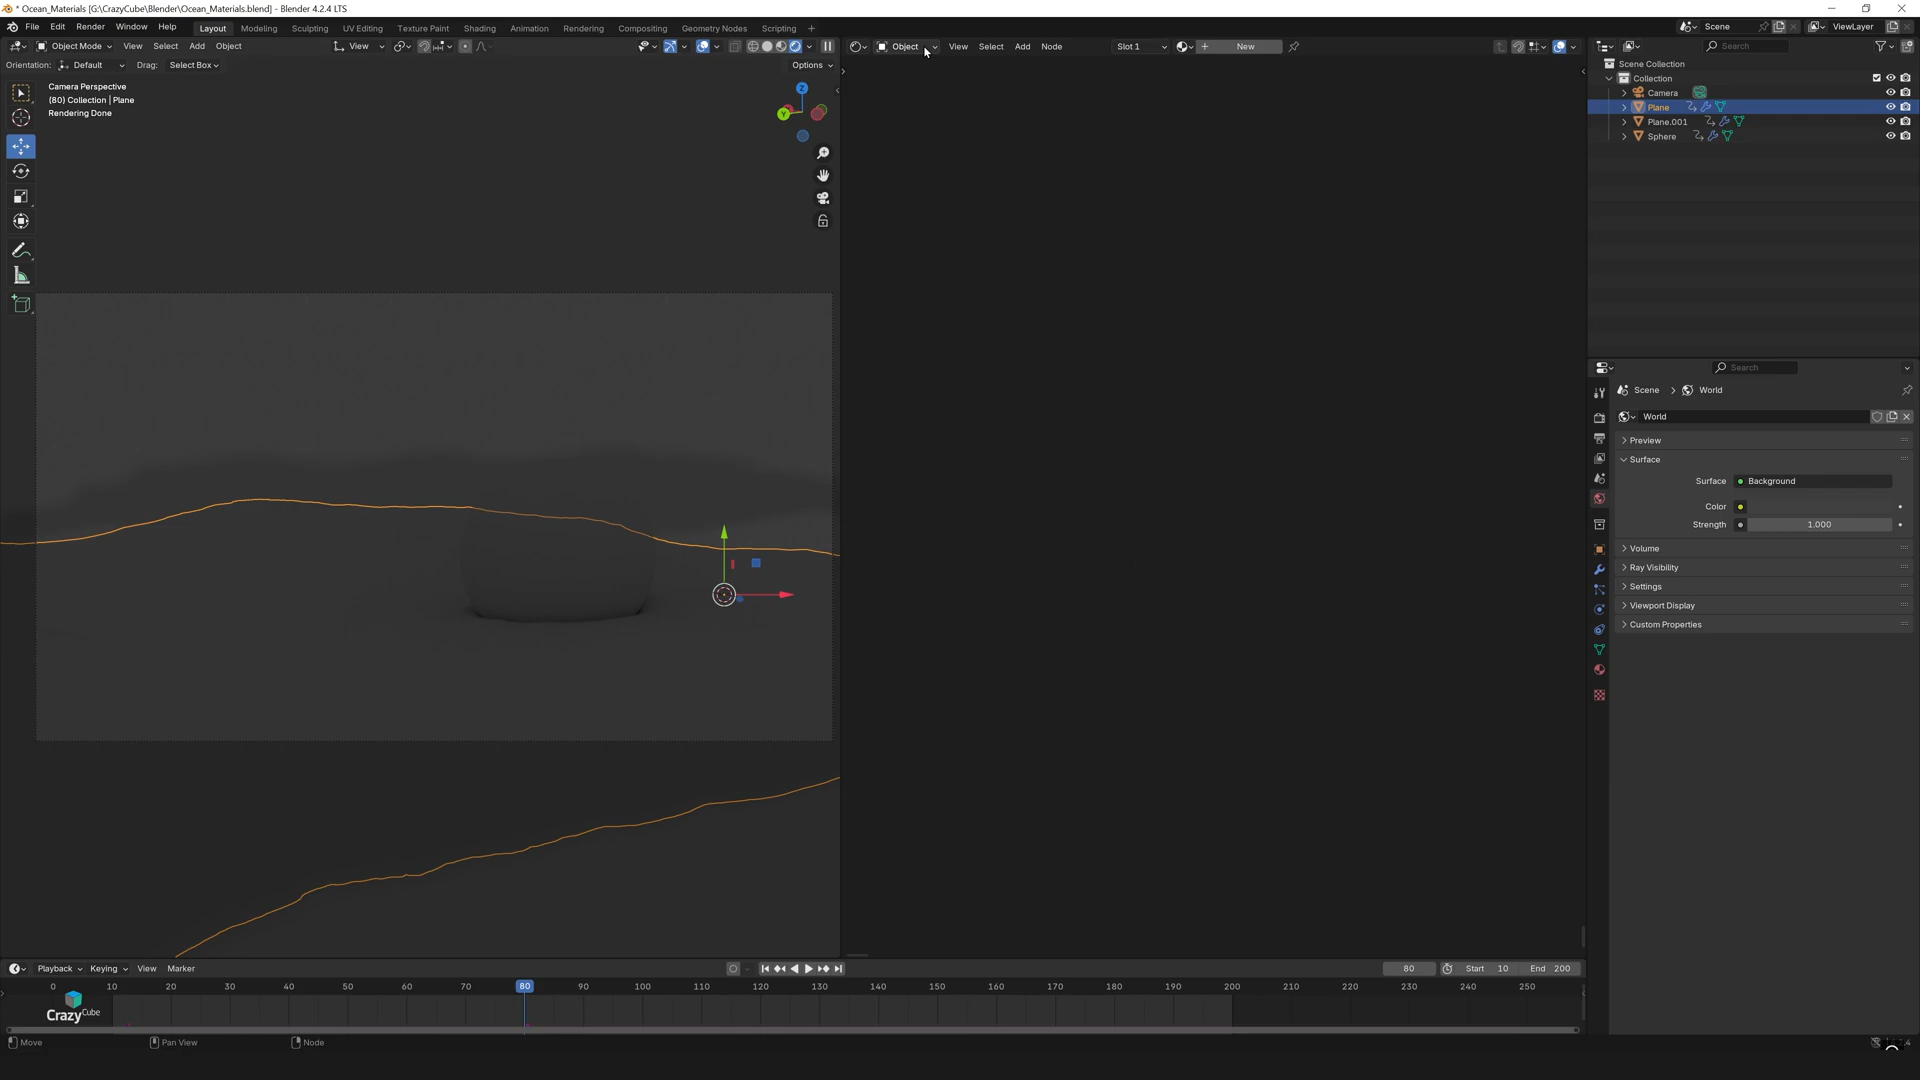 * Ocean_Materials [G:\CrazyCube\Blender\Ocean_Materials.blend] - Blender 4.2.4 LTS
File Edit Render Window Help Layout Modeling Sculpting UV Editing Texture Paint Shading Animation Rendering Compositing Geometry Nodes Scripting + Scene ViewLayer
Object Mode View Select Add Object View Object View Select Add Node Slot 1 New Search
Orientation: Default Drag: Select Box Options
Scene Collection
Collection
Camera
Plane
Plane.001
Sphere
Camera Perspective
(80) Collection | Plane
Rendering Done
Z
Y
Search
Scene > World
World
Preview
Surface
Surface Background
Color
Strength 1.000
Volume
Ray Visibility
Settings
Viewport Display
Custom Properties
Playback Keying View Marker 80 Start 10 End 200
0 10 20 30 40 50 60 70 80 90 100 110 120 130 140 150 160 170 180 190 200 210 220 230 240 250
CrazyCube
Move Pan View Node